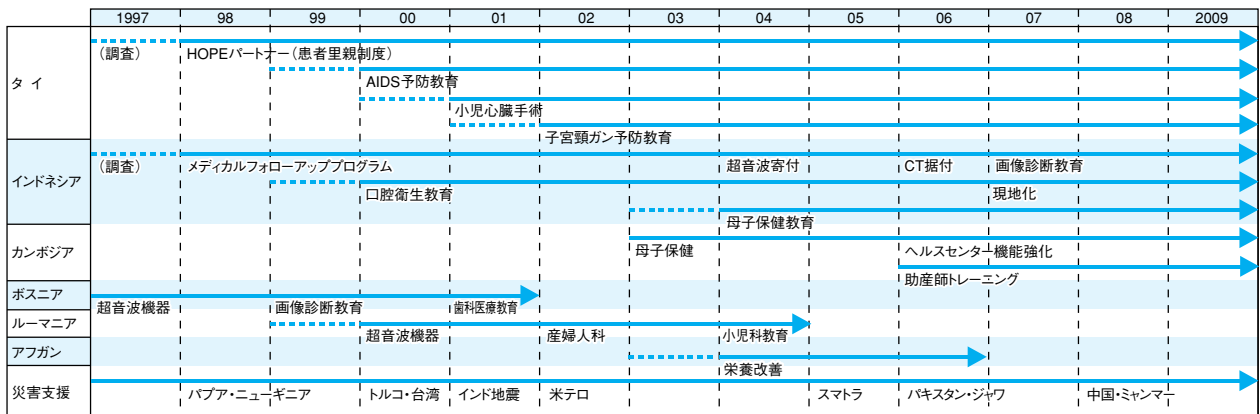 1997 98 99 00 01 02 03 04 05 06 07 08 2009
タイ
（調査） HOPEパートナー（患者里親制度）
AIDS予防教育
小児心臓手術
子宮頸ガン予防教育
インドネシア
（調査） メディカルフォローアッププログラム 超音波寄付 CT据付 画像診断教育
口腔衛生教育 現地化
母子保健教育
カンボジア
母子保健 ヘルスセンター機能強化
助産師トレーニング
ボスニア
超音波機器 画像診断教育 歯科医療教育
ルーマニア
超音波機器 産婦人科 小児科教育
アフガン
栄養改善
災害支援
パプア・ニューギニア トルコ・台湾 インド地震 米テロ スマトラ パキスタン・ジャワ 中国・ミャンマー